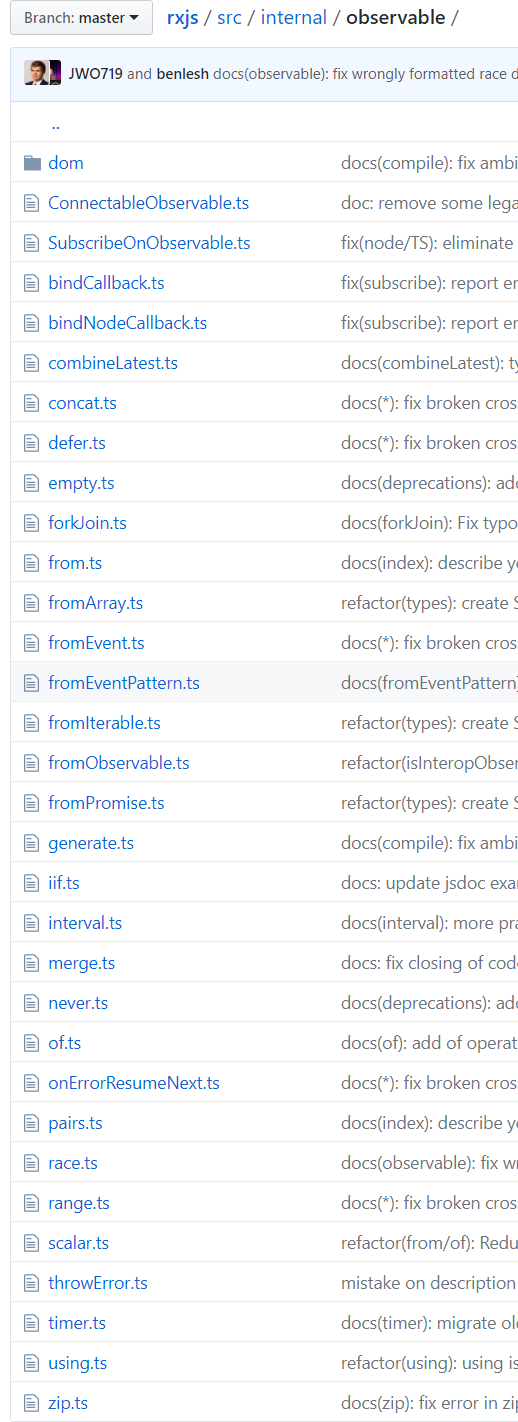 Branch: master rxjs / src / internal / observable /
JWO719 and benlesh docs(observable): fix wrongly formatted race
..
dom docs(compile): fix ambi
ConnectableObservable.ts doc: remove some lega
SubscribeOnObservable.ts fix(node/TS): eliminate
bindCallback.ts fix(subscribe): report er
bindNodeCallback.ts fix(subscribe): report er
combineLatest.ts docs(combineLatest): ty
concat.ts docs(*): fix broken cros
defer.ts docs(*): fix broken cros
empty.ts docs(deprecations): add
forkJoin.ts docs(forkJoin): Fix typo
from.ts docs(index): describe yo
fromArray.ts refactor(types): create S
fromEvent.ts docs(*): fix broken cros
fromEventPattern.ts docs(fromEventPattern)
fromIterable.ts refactor(types): create S
fromObservable.ts refactor(isInteropObser
fromPromise.ts refactor(types): create S
generate.ts docs(compile): fix ambi
iif.ts docs: update jsdoc exa
interval.ts docs(interval): more pra
merge.ts docs: fix closing of cod
never.ts docs(deprecations): add
of.ts docs(of): add of operat
onErrorResumeNext.ts docs(*): fix broken cros
pairs.ts docs(index): describe yo
race.ts docs(observable): fix wr
range.ts docs(*): fix broken cros
scalar.ts refactor(from/of): Redu
throwError.ts mistake on description
timer.ts docs(timer): migrate old
using.ts refactor(using): using is
zip.ts docs(zip): fix error in zip